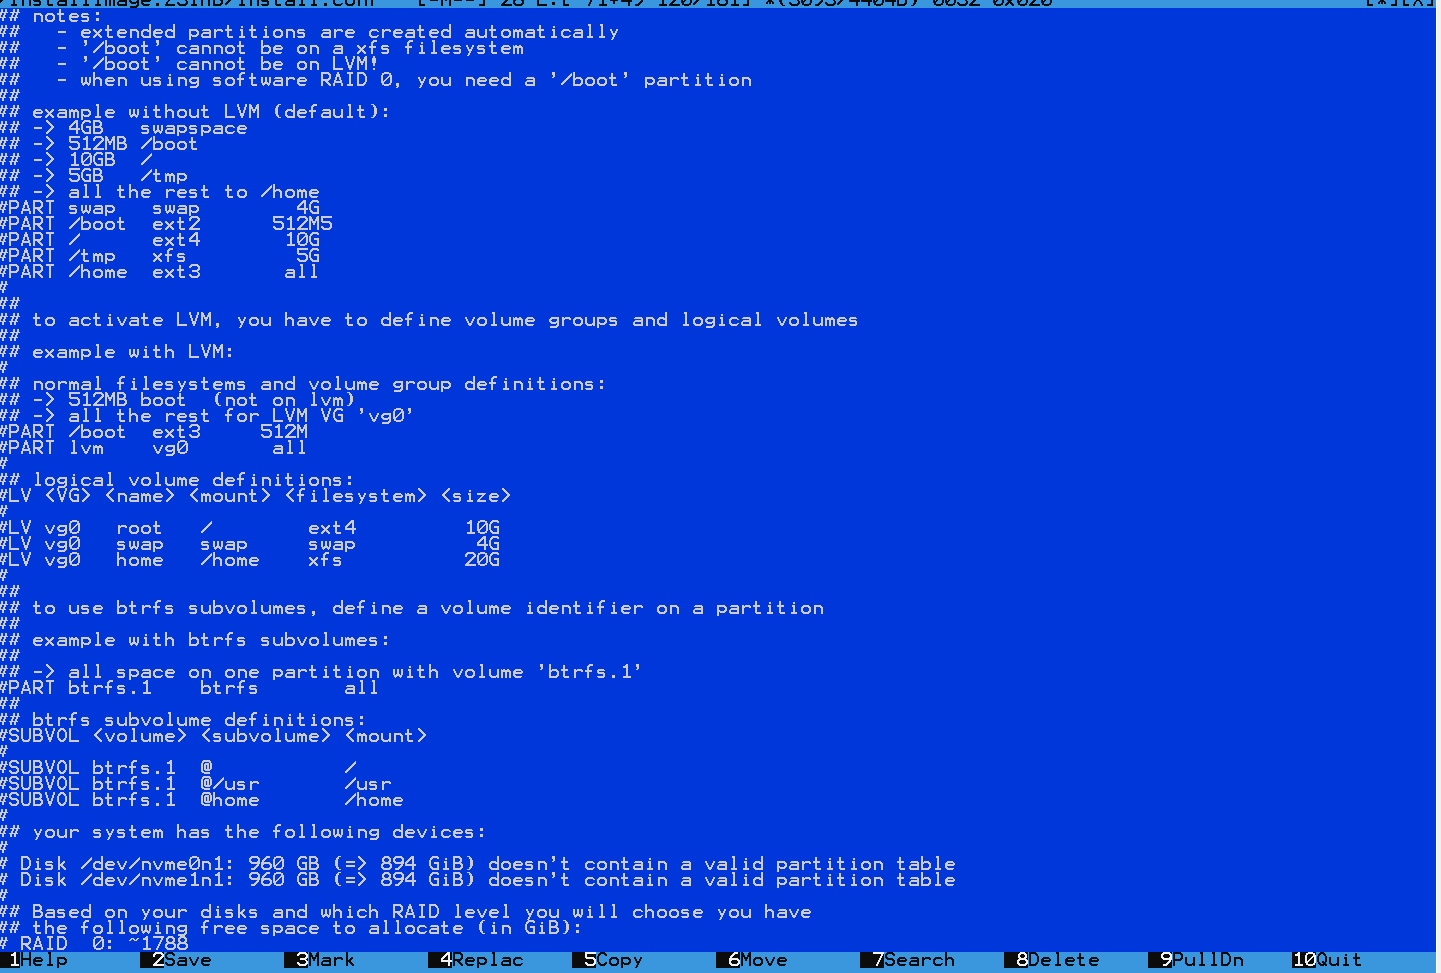 /installimage.ZSINB/install.conf   [-M--] 28 L:[ 71+49 120/181] *(3093/4404b) 0032 0x020   [*][X]
## notes:
##   - extended partitions are created automatically
##   - '/boot' cannot be on a xfs filesystem
##   - '/boot' cannot be on LVM!
##   - when using software RAID 0, you need a '/boot' partition
##
## example without LVM (default):
## -> 4GB   swapspace
## -> 512MB /boot
## -> 10GB  /
## -> 5GB   /tmp
## -> all the rest to /home
#PART swap   swap        4G
#PART /boot  ext2      512M5
#PART /      ext4       10G
#PART /tmp   xfs         5G
#PART /home  ext3       all
#
##
## to activate LVM, you have to define volume groups and logical volumes
##
## example with LVM:
#
## normal filesystems and volume group definitions:
## -> 512MB boot  (not on lvm)
## -> all the rest for LVM VG 'vg0'
#PART /boot  ext3     512M
#PART lvm    vg0       all
#
## logical volume definitions:
#LV <VG> <name> <mount> <filesystem> <size>
#
#LV vg0   root   /        ext4         10G
#LV vg0   swap   swap     swap          4G
#LV vg0   home   /home    xfs          20G
#
##
## to use btrfs subvolumes, define a volume identifier on a partition
##
## example with btrfs subvolumes:
##
## -> all space on one partition with volume 'btrfs.1'
#PART btrfs.1    btrfs       all
##
## btrfs subvolume definitions:
#SUBVOL <volume> <subvolume> <mount>
#
#SUBVOL btrfs.1  @           /
#SUBVOL btrfs.1  @/usr       /usr
#SUBVOL btrfs.1  @home       /home
#
## your system has the following devices:
#
# Disk /dev/nvme0n1: 960 GB (=> 894 GiB) doesn't contain a valid partition table
# Disk /dev/nvme1n1: 960 GB (=> 894 GiB) doesn't contain a valid partition table
#
## Based on your disks and which RAID level you will choose you have
## the following free space to allocate (in GiB):
# RAID  0: ~1788
1Help 2Save 3Mark 4Replac 5Copy 6Move 7Search 8Delete 9PullDn 10Quit